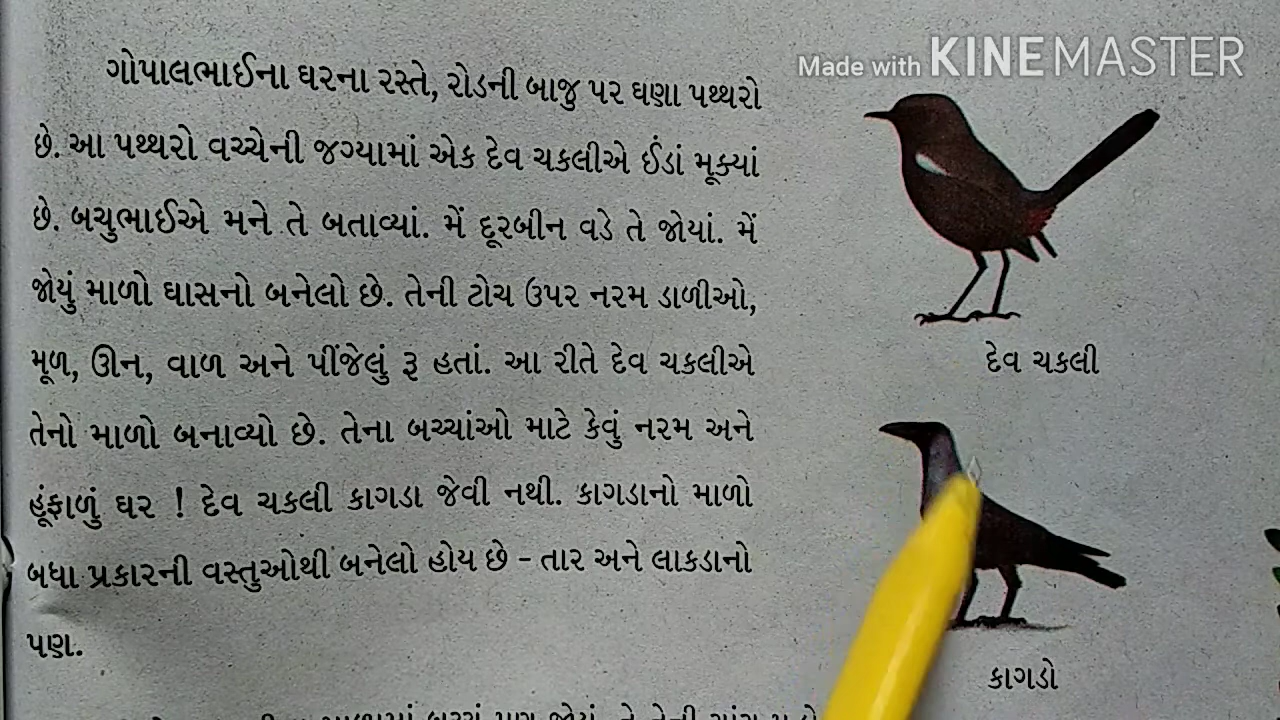 Made with KINEMASTER
ગોપાલભાઈના ઘરના રસ્તે, રોડની બાજુ પર ઘણા પથ્થરો
છે. આ પથ્થરો વચ્ચેની જગ્યામાં એક દેવ ચકલીએ ઈંડાં મૂક્યાં
છે. બચુભાઈએ મને તે બતાવ્યાં. મેં દૂરબીન વડે તે જોયાં. મેં
જોયું માળો ઘાસનો બનેલો છે. તેની ટોચ ઉપર નરમ ડાળીઓ,
મૂળ, ઊન, વાળ અને પીંજેલું રૂ હતાં. આ રીતે દેવ ચકલીએ
તેનો માળો બનાવ્યો છે. તેના બચ્ચાંઓ માટે કેવું નરમ અને
હૂંફાળું ઘર ! દેવ ચકલી કાગડા જેવી નથી. કાગડાનો માળો
બધા પ્રકારની વસ્તુઓથી બનેલો હોય છે – તાર અને લાકડાનો
પણ.
દેવ ચકલી
કાગડો